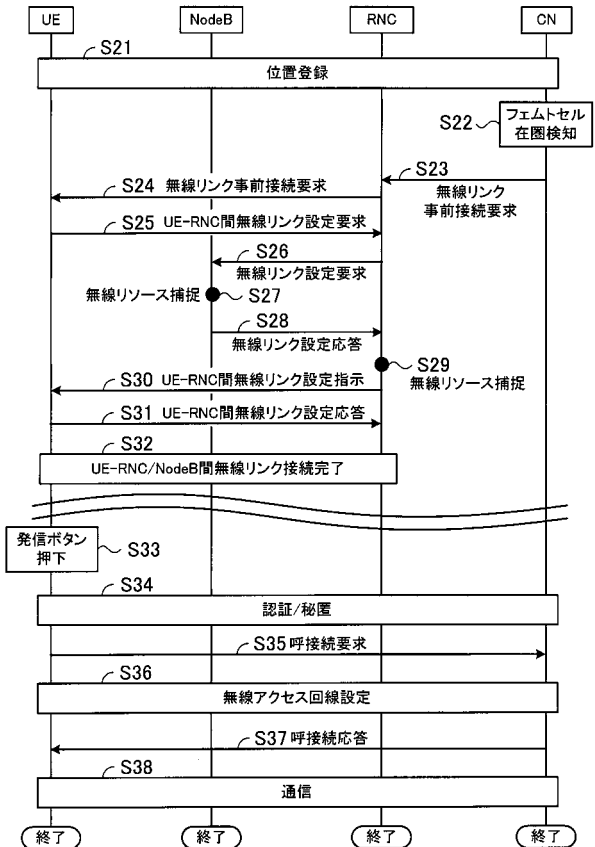 UE NodeB RNC CN
S21
位置登録
S22
フェムトセル
在圏検知
S23
無線リンク
事前接続要求
S24 無線リンク事前接続要求
S25 UE-RNC間無線リンク設定要求
S26
無線リンク設定要求
無線リソース捕捉 S27
S28
無線リンク設定応答
S29
無線リソース捕捉
S30 UE-RNC間無線リンク設定指示
S31 UE-RNC間無線リンク設定応答
S32
UE-RNC/NodeB間無線リンク接続完了
発信ボタン
押下
S33
S34
認証/秘匿
S35 呼接続要求
S36
無線アクセス回線設定
S37 呼接続応答
S38
通信
終了 終了 終了 終了